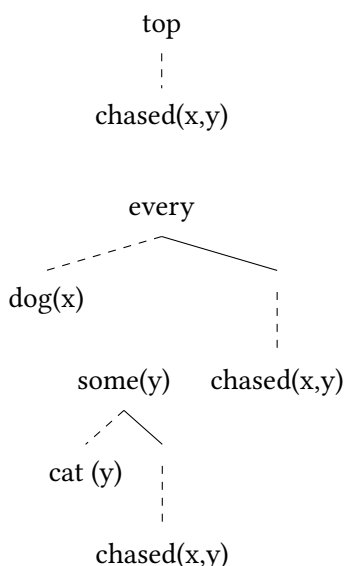 top
chased(x,y)
every
dog(x)
some(y) chased(x,y)
cat (y)
chased(x,y)